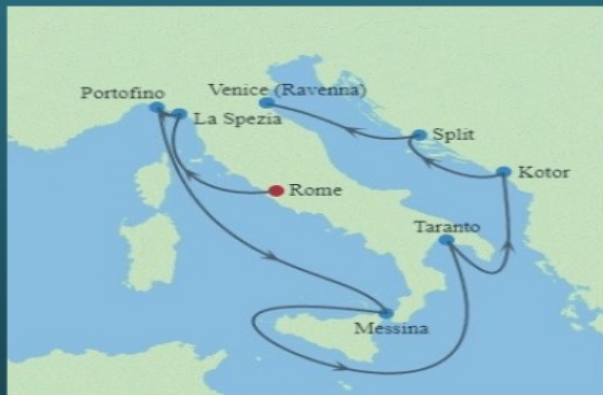 Portofino
Venice (Ravenna)
La Spezia
Split
Kotor
Rome
Taranto
Messina